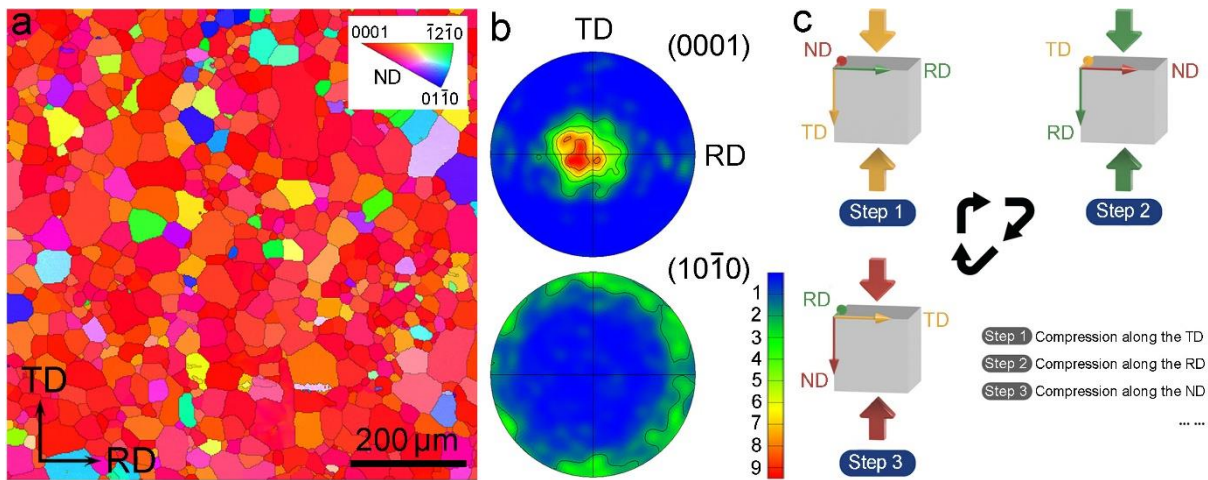 a
0001
1̄21̄0
ND
011̄0
TD
RD
200 μm
b
TD
(0001)
RD
(101̄0)
1
2
3
4
5
6
7
8
9
c
ND
RD
TD
Step 1
TD
ND
RD
Step 2
RD
TD
ND
Step 3
Step 1 Compression along the TD
Step 2 Compression along the RD
Step 3 Compression along the ND
... ...